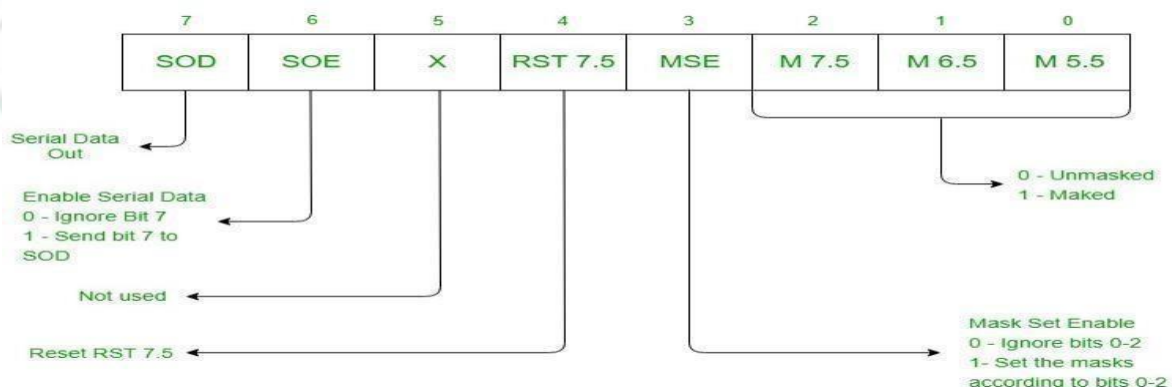 7 6 5 4 3 2 1 0
SOD SOE X RST 7.5 MSE M 7.5 M 6.5 M 5.5
Serial Data
Out
Enable Serial Data
0 - Ignore Bit 7
1 - Send bit 7 to
SOD
Not used
Reset RST 7.5
0 - Unmasked
1 - Maked
Mask Set Enable
0 - Ignore bits 0-2
1- Set the masks
according to bits 0-2